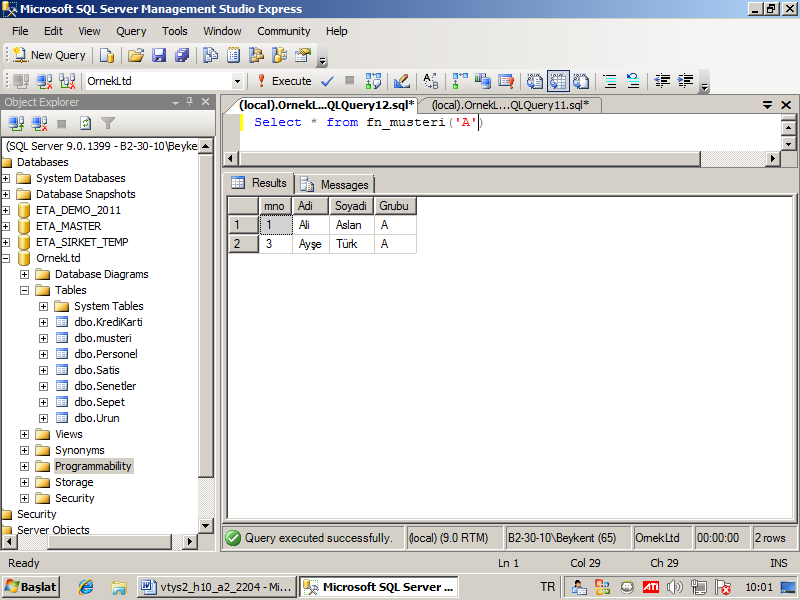 Microsoft SQL Server Management Studio Express
File Edit View Query Tools Window Community Help
New Query
OrnekLtd Execute
Object Explorer
(local).OrnekL...QLQuery12.sql* (local).OrnekL...QLQuery11.sql*
Select * from fn_musteri('A')
(SQL Server 9.0.1399 - B2-30-10\Beyke
Databases
System Databases
Database Snapshots
ETA_DEMO_2011
ETA_MASTER
ETA_SIRKET_TEMP
OrnekLtd
Database Diagrams
Tables
System Tables
dbo.KrediKarti
dbo.musteri
dbo.Personel
dbo.Satis
dbo.Senetler
dbo.Sepet
dbo.Urun
Views
Synonyms
Programmability
Storage
Security
Security
Server Objects
Results Messages
mno Adi Soyadi Grubu
1 1 Ali Aslan A
2 3 Ayşe Türk A
Query executed successfully. (local) (9.0 RTM) B2-30-10\Beykent (65) OrnekLtd 00:00:00 2 rows
Ready Ln 1 Col 29 Ch 29 INS
Başlat vtys2_h10_a2_2204 - Mi... Microsoft SQL Server ... TR ATI 10:01